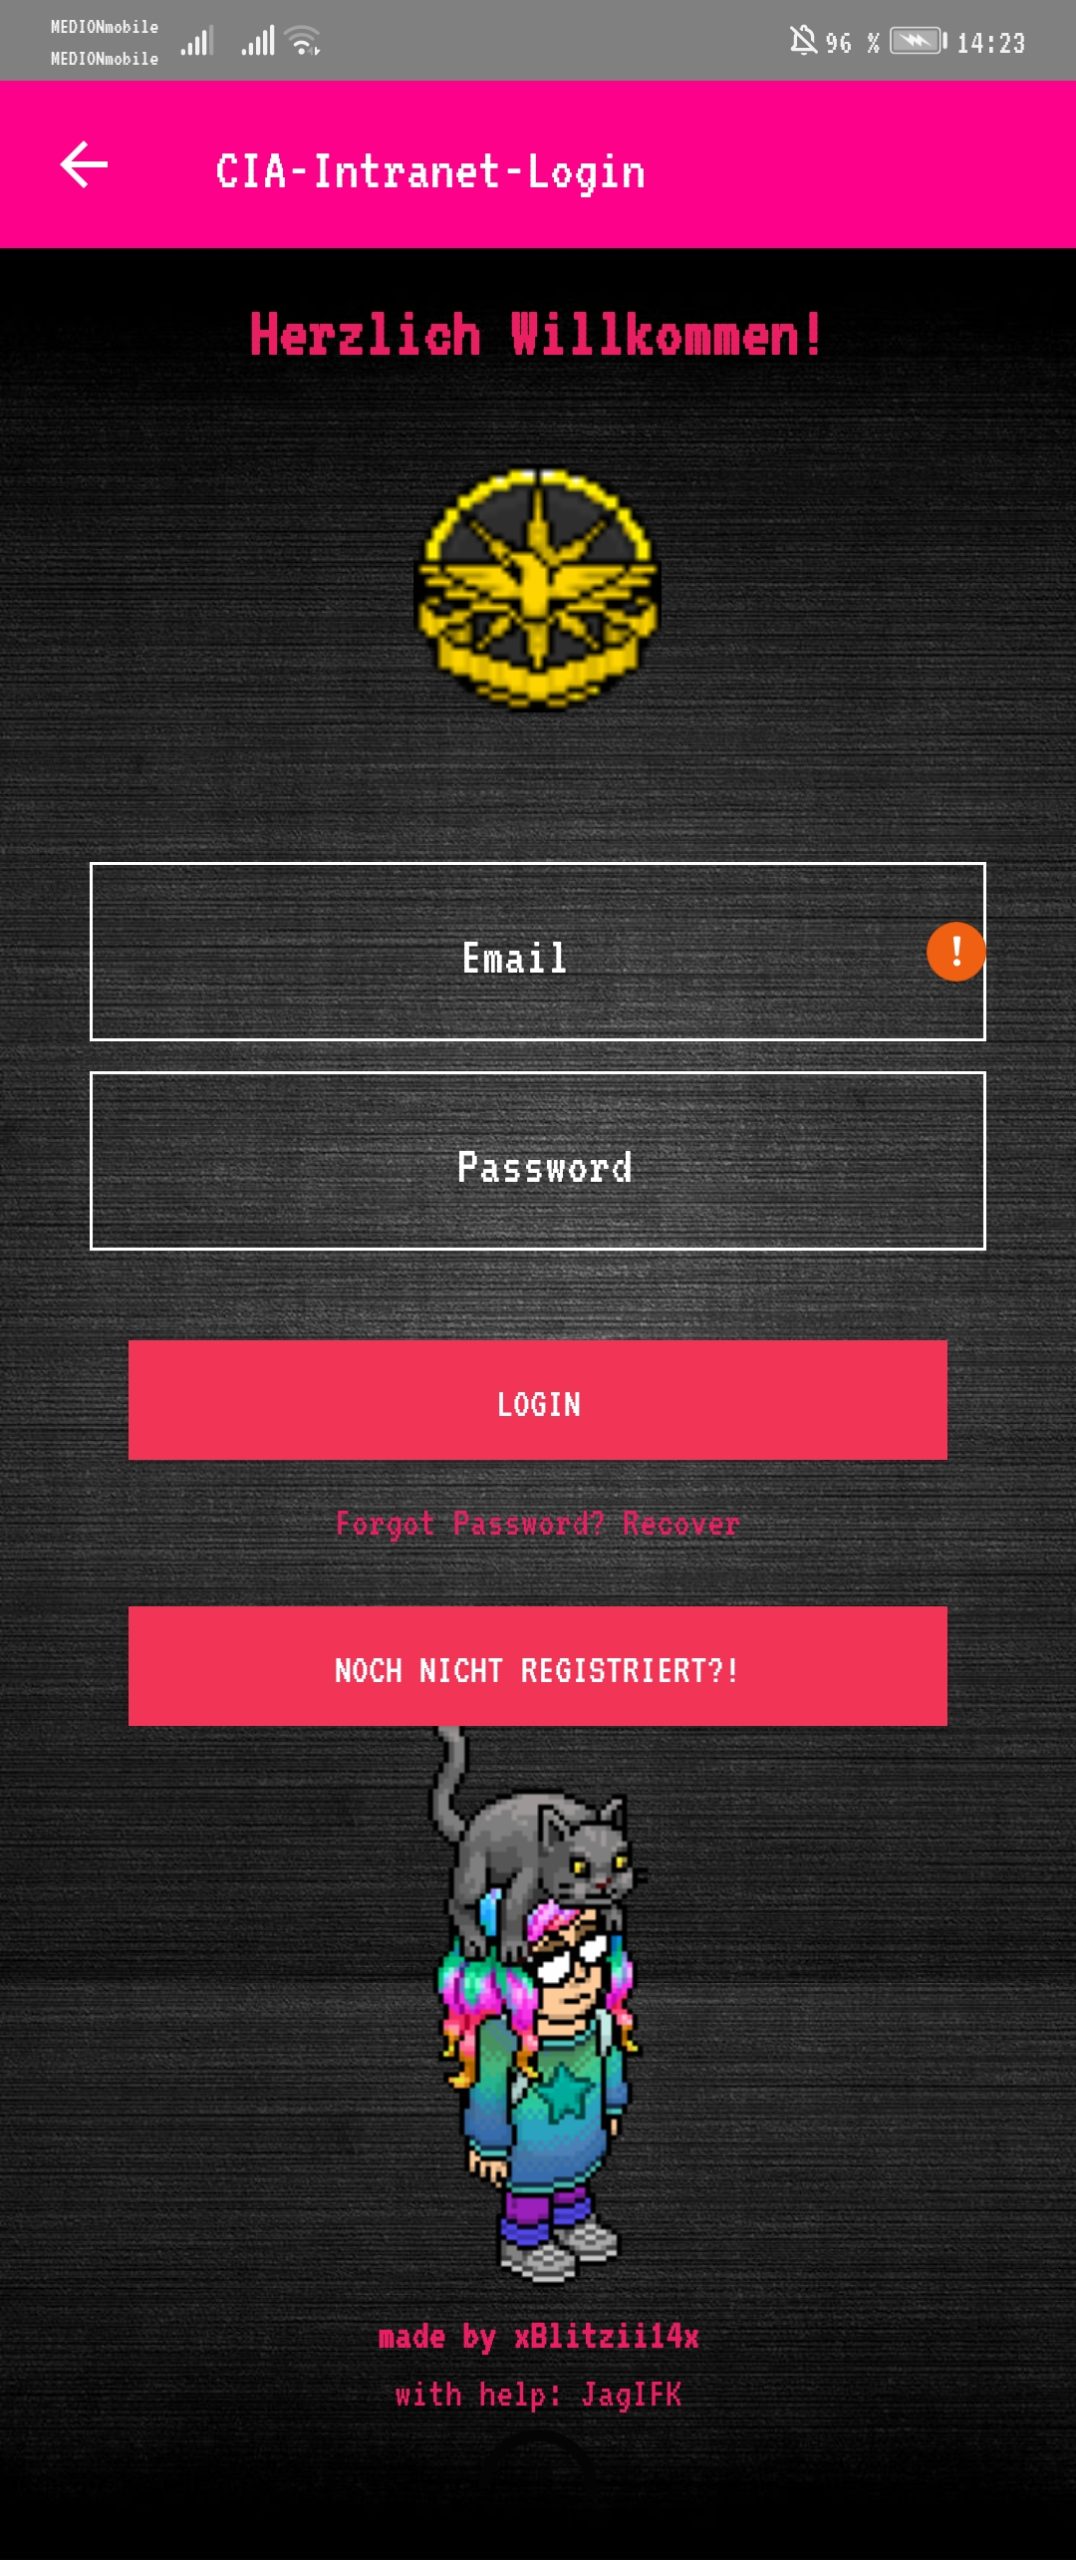 MEDIONmobile
MEDIONmobile
96 % 14:23
CIA-Intranet-Login
Herzlich Willkommen!
Email
!
Password
LOGIN
Forgot Password? Recover
NOCH NICHT REGISTRIERT?!
made by xBlitzii14x
with help: JagIFK